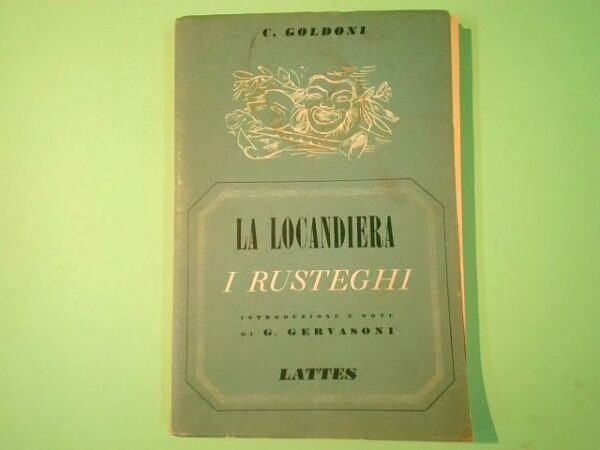 C. GOLDONI
LA LOCANDIERA
I RUSTEGHI
INTRODUZIONE E NOTE
DI G. GERVASONI
LATTES